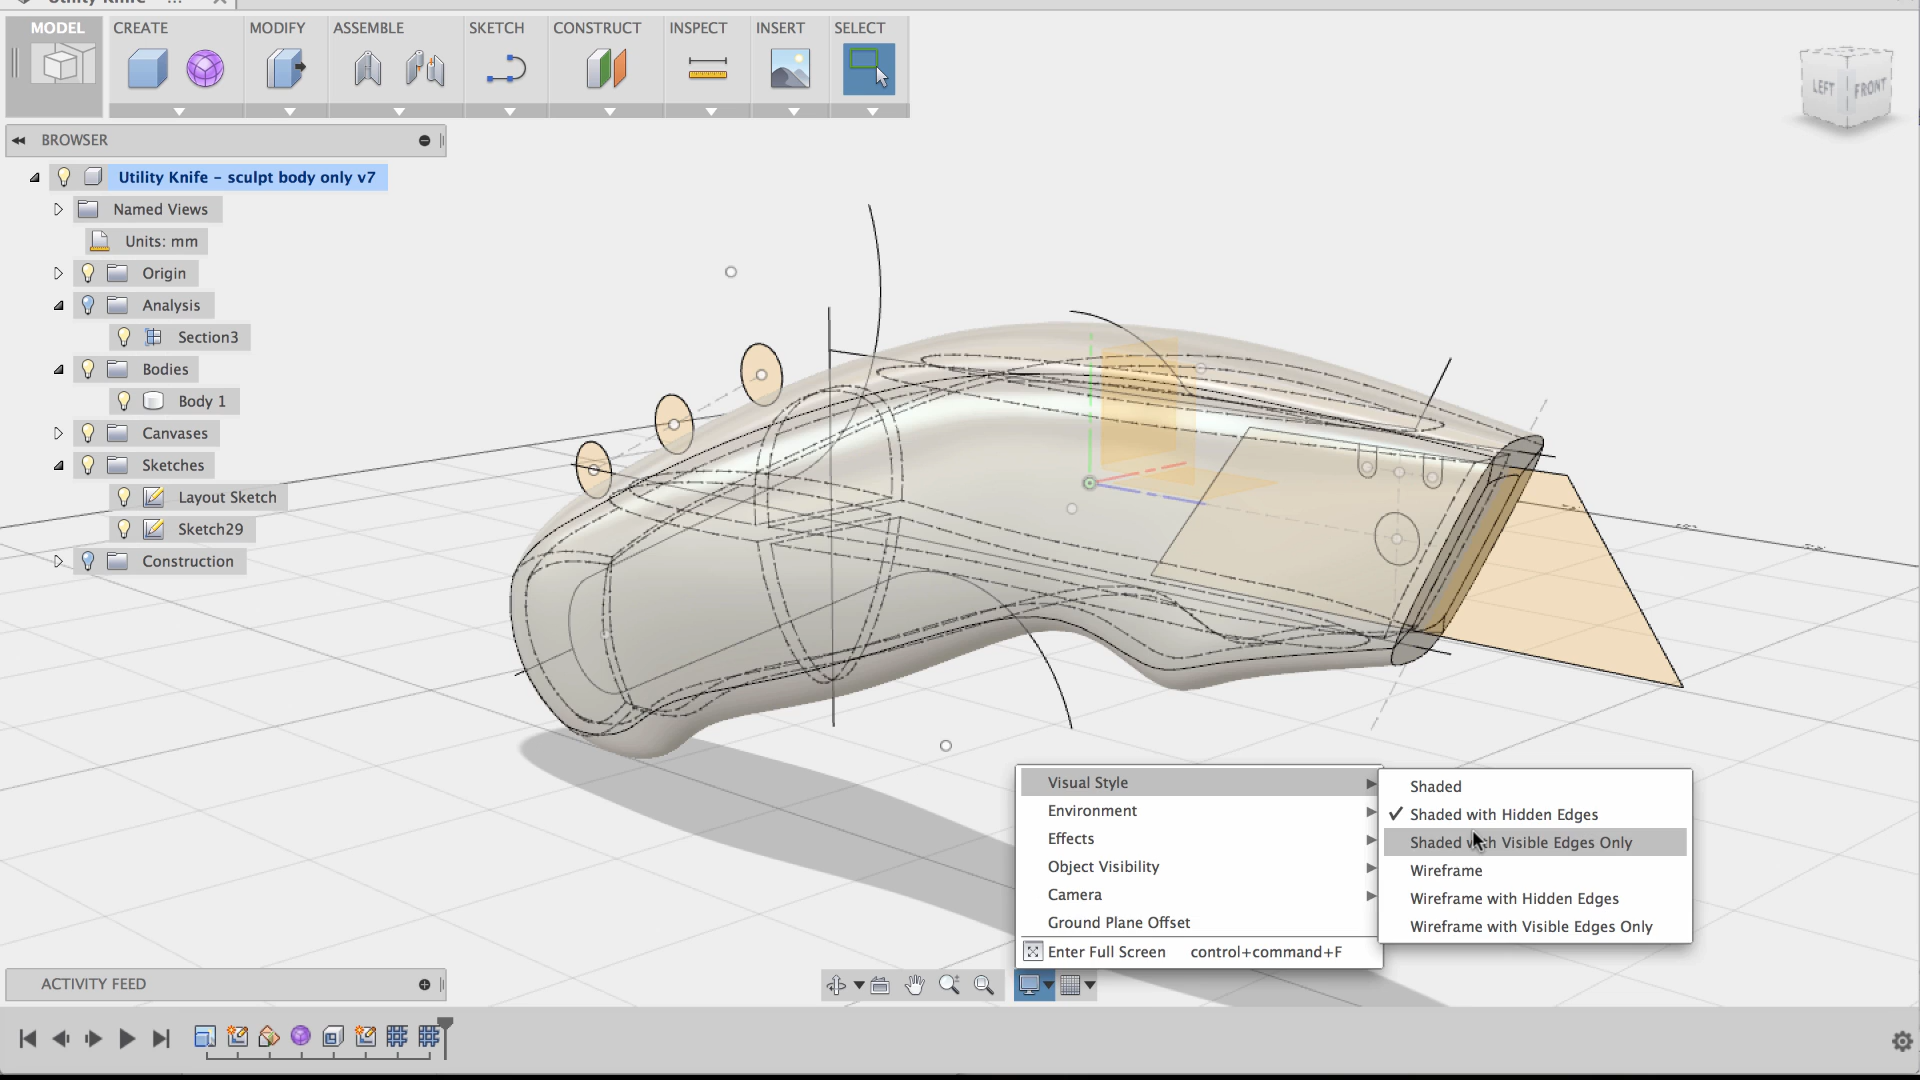 MODEL
CREATE
MODIFY
ASSEMBLE
SKETCH
CONSTRUCT
INSPECT
INSERT
SELECT
LEFT
FRONT
BROWSER
Utility Knife – sculpt body only v7
Named Views
Units: mm
Origin
Analysis
Section3
Bodies
Body 1
Canvases
Sketches
Layout Sketch
Sketch29
Construction
Visual Style
Environment
Effects
Object Visibility
Camera
Ground Plane Offset
Enter Full Screen control+command+F
Shaded
Shaded with Hidden Edges
Shaded with Visible Edges Only
Wireframe
Wireframe with Hidden Edges
Wireframe with Visible Edges Only
ACTIVITY FEED